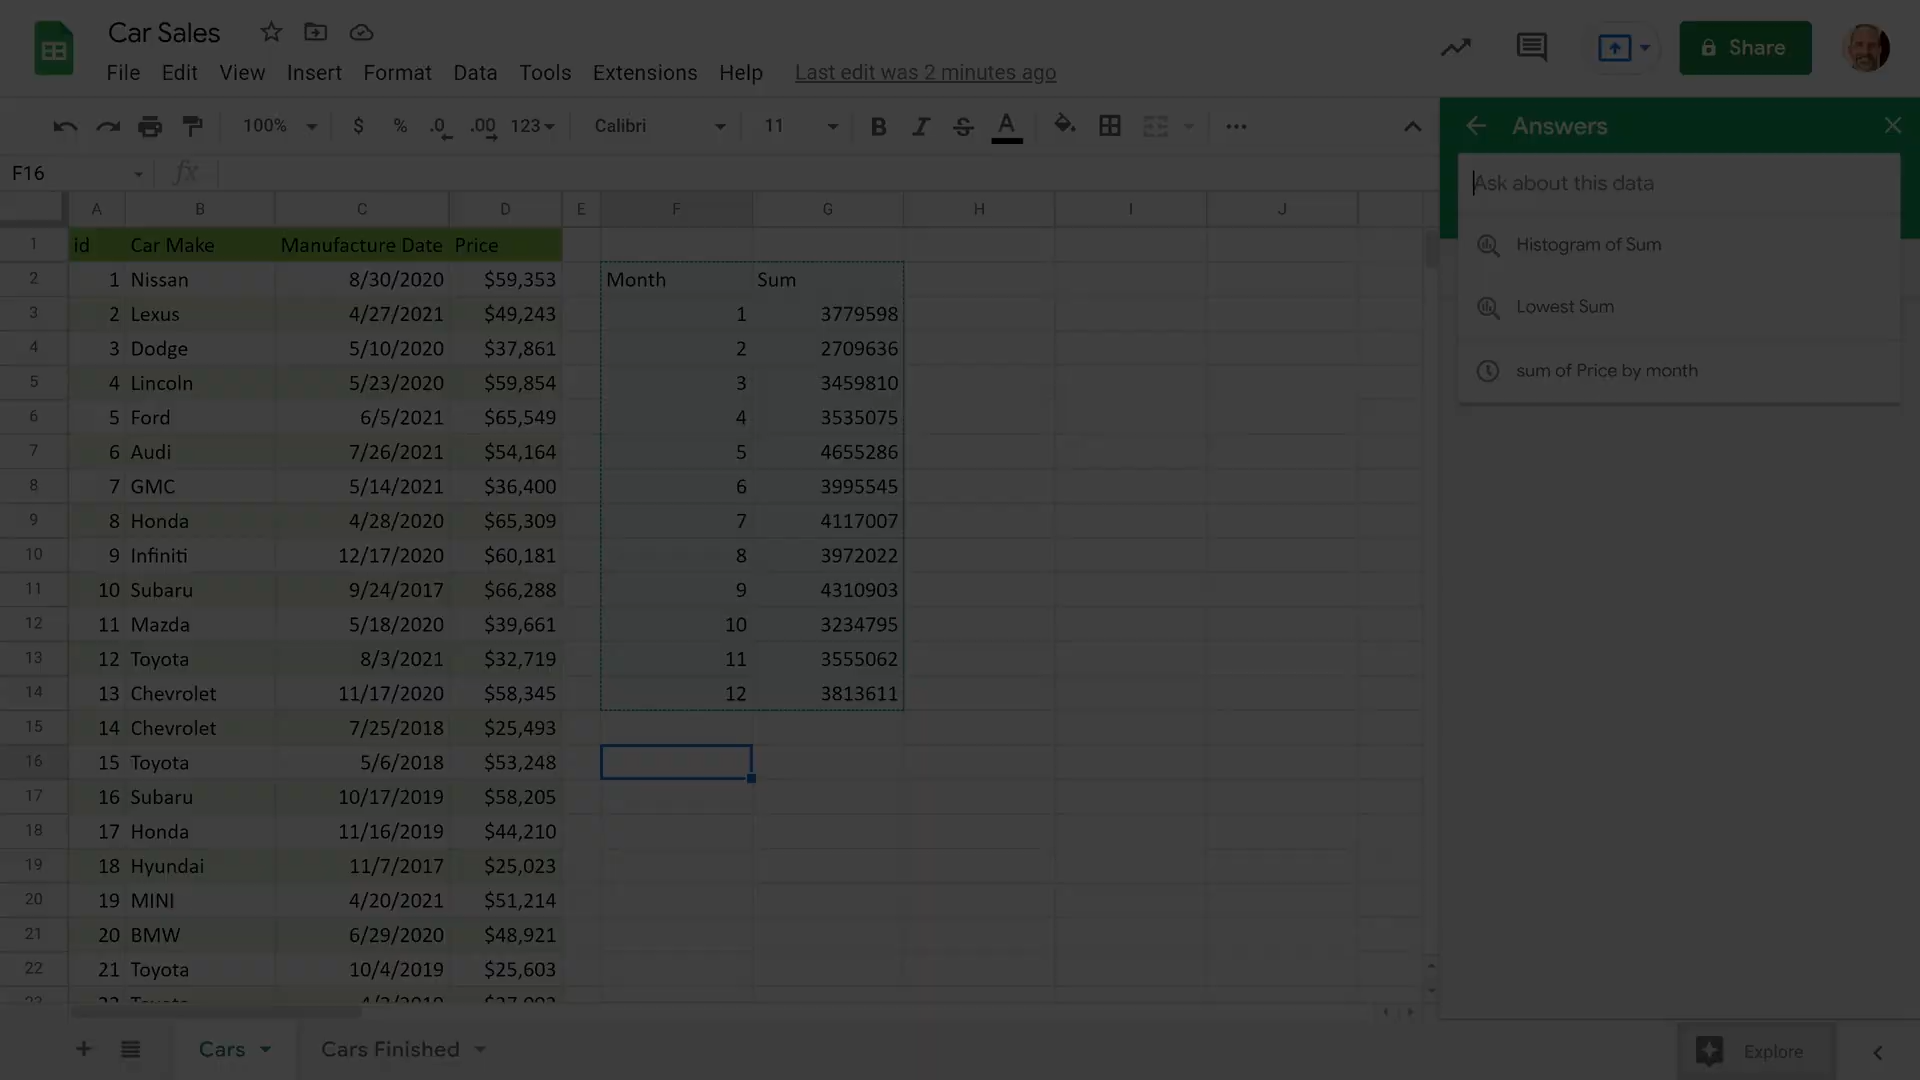 Car Sales
File Edit View Insert Format Data Tools Extensions Help Last edit was 2 minutes ago
Share
100% $ % .0 .00 123 Calibri 11 B I S A
Answers
F16 fx
Ask about this data
A B C D E F G H I J
Histogram of Sum
Lowest Sum
sum of Price by month
1 id Car Make Manufacture Date Price
2 1 Nissan 8/30/2020 $59,353 Month Sum
3 2 Lexus 4/27/2021 $49,243 1 3779598
4 3 Dodge 5/10/2020 $37,861 2 2709636
5 4 Lincoln 5/23/2020 $59,854 3 3459810
6 5 Ford 6/5/2021 $65,549 4 3535075
7 6 Audi 7/26/2021 $54,164 5 4655286
8 7 GMC 5/14/2021 $36,400 6 3995545
9 8 Honda 4/28/2020 $65,309 7 4117007
10 9 Infiniti 12/17/2020 $60,181 8 3972022
11 10 Subaru 9/24/2017 $66,288 9 4310903
12 11 Mazda 5/18/2020 $39,661 10 3234795
13 12 Toyota 8/3/2021 $32,719 11 3555062
14 13 Chevrolet 11/17/2020 $58,345 12 3813611
15 14 Chevrolet 7/25/2018 $25,493
16 15 Toyota 5/6/2018 $53,248
17 16 Subaru 10/17/2019 $58,205
18 17 Honda 11/16/2019 $44,210
19 18 Hyundai 11/7/2017 $25,023
20 19 MINI 4/20/2021 $51,214
21 20 BMW 6/29/2020 $48,921
22 21 Toyota 10/4/2019 $25,603
Cars Cars Finished
Explore